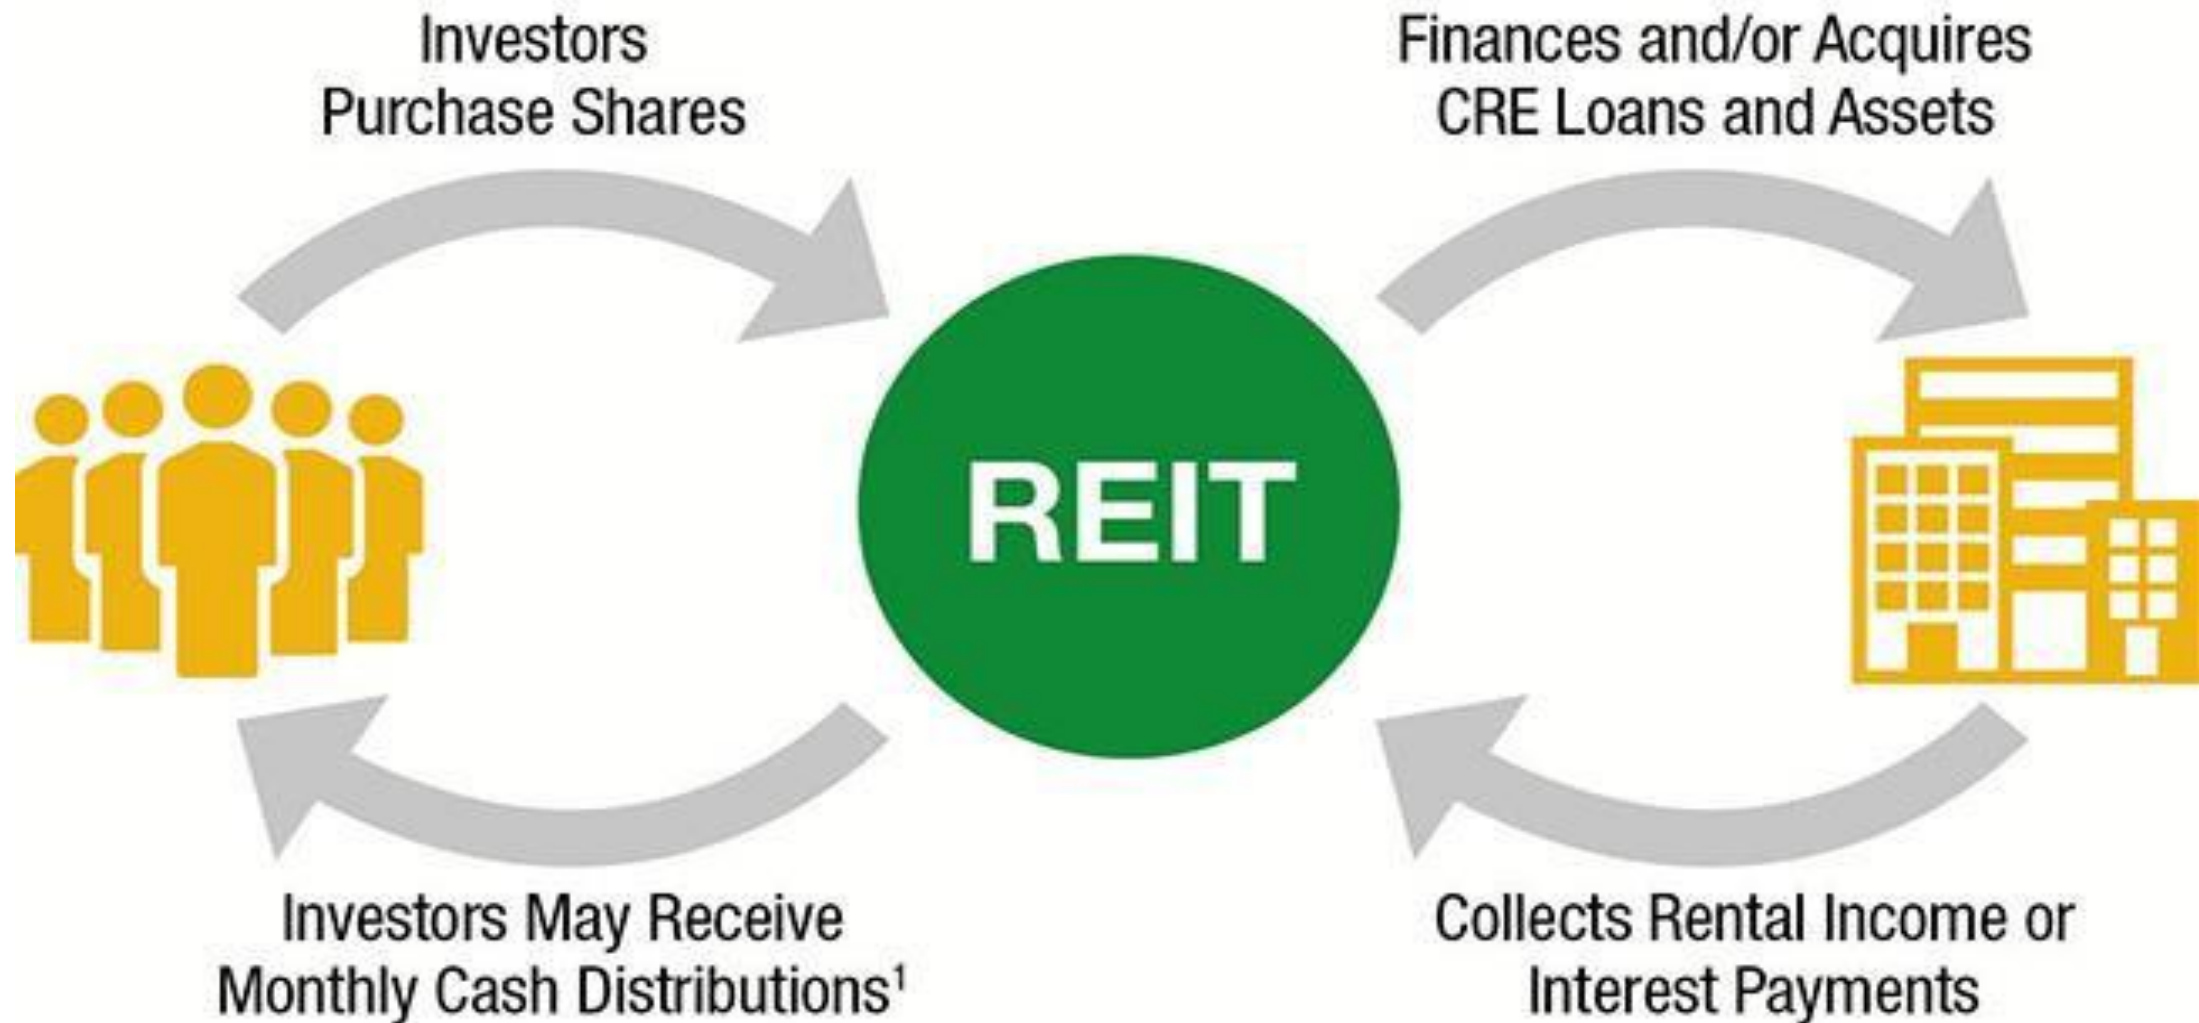 Investors
Purchase Shares
Finances and/or Acquires
CRE Loans and Assets
REIT
Investors May Receive
Monthly Cash Distributions¹
Collects Rental Income or
Interest Payments